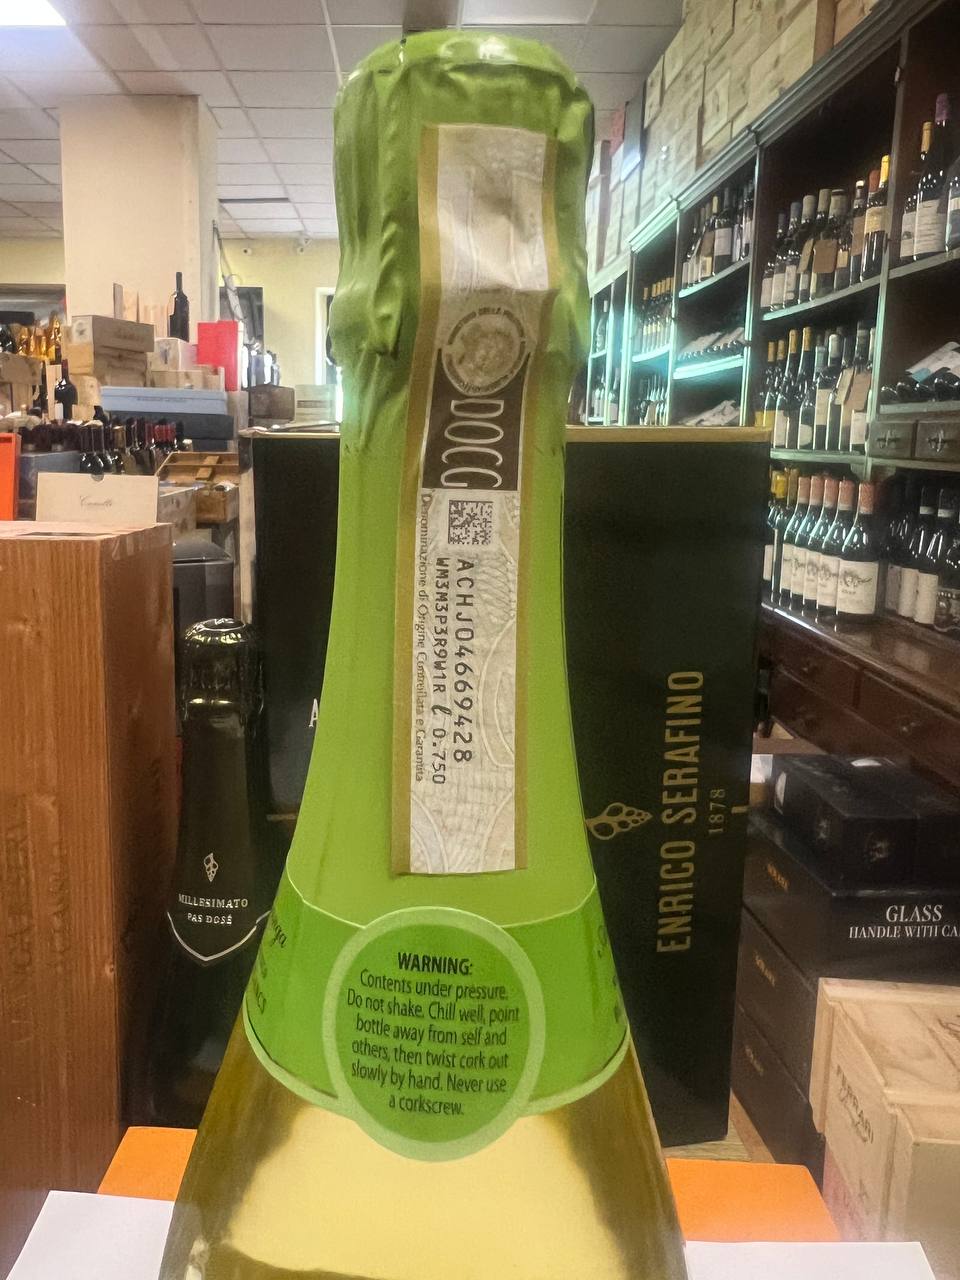 DOCG
ACHJ04669428
WM3M3P3R9W1R ℓ 0.750
Denominazione di Origine Controllata e Garantita
WARNING:
Contents under pressure.
Do not shake. Chill well, point
bottle away from self and
others, then twist cork out
slowly by hand. Never use
a corkscrew.
MILLESIMATO
PAS DOSÉ
ENRICO SERAFINO
1878
GLASS
HANDLE WITH CA
FERRARI